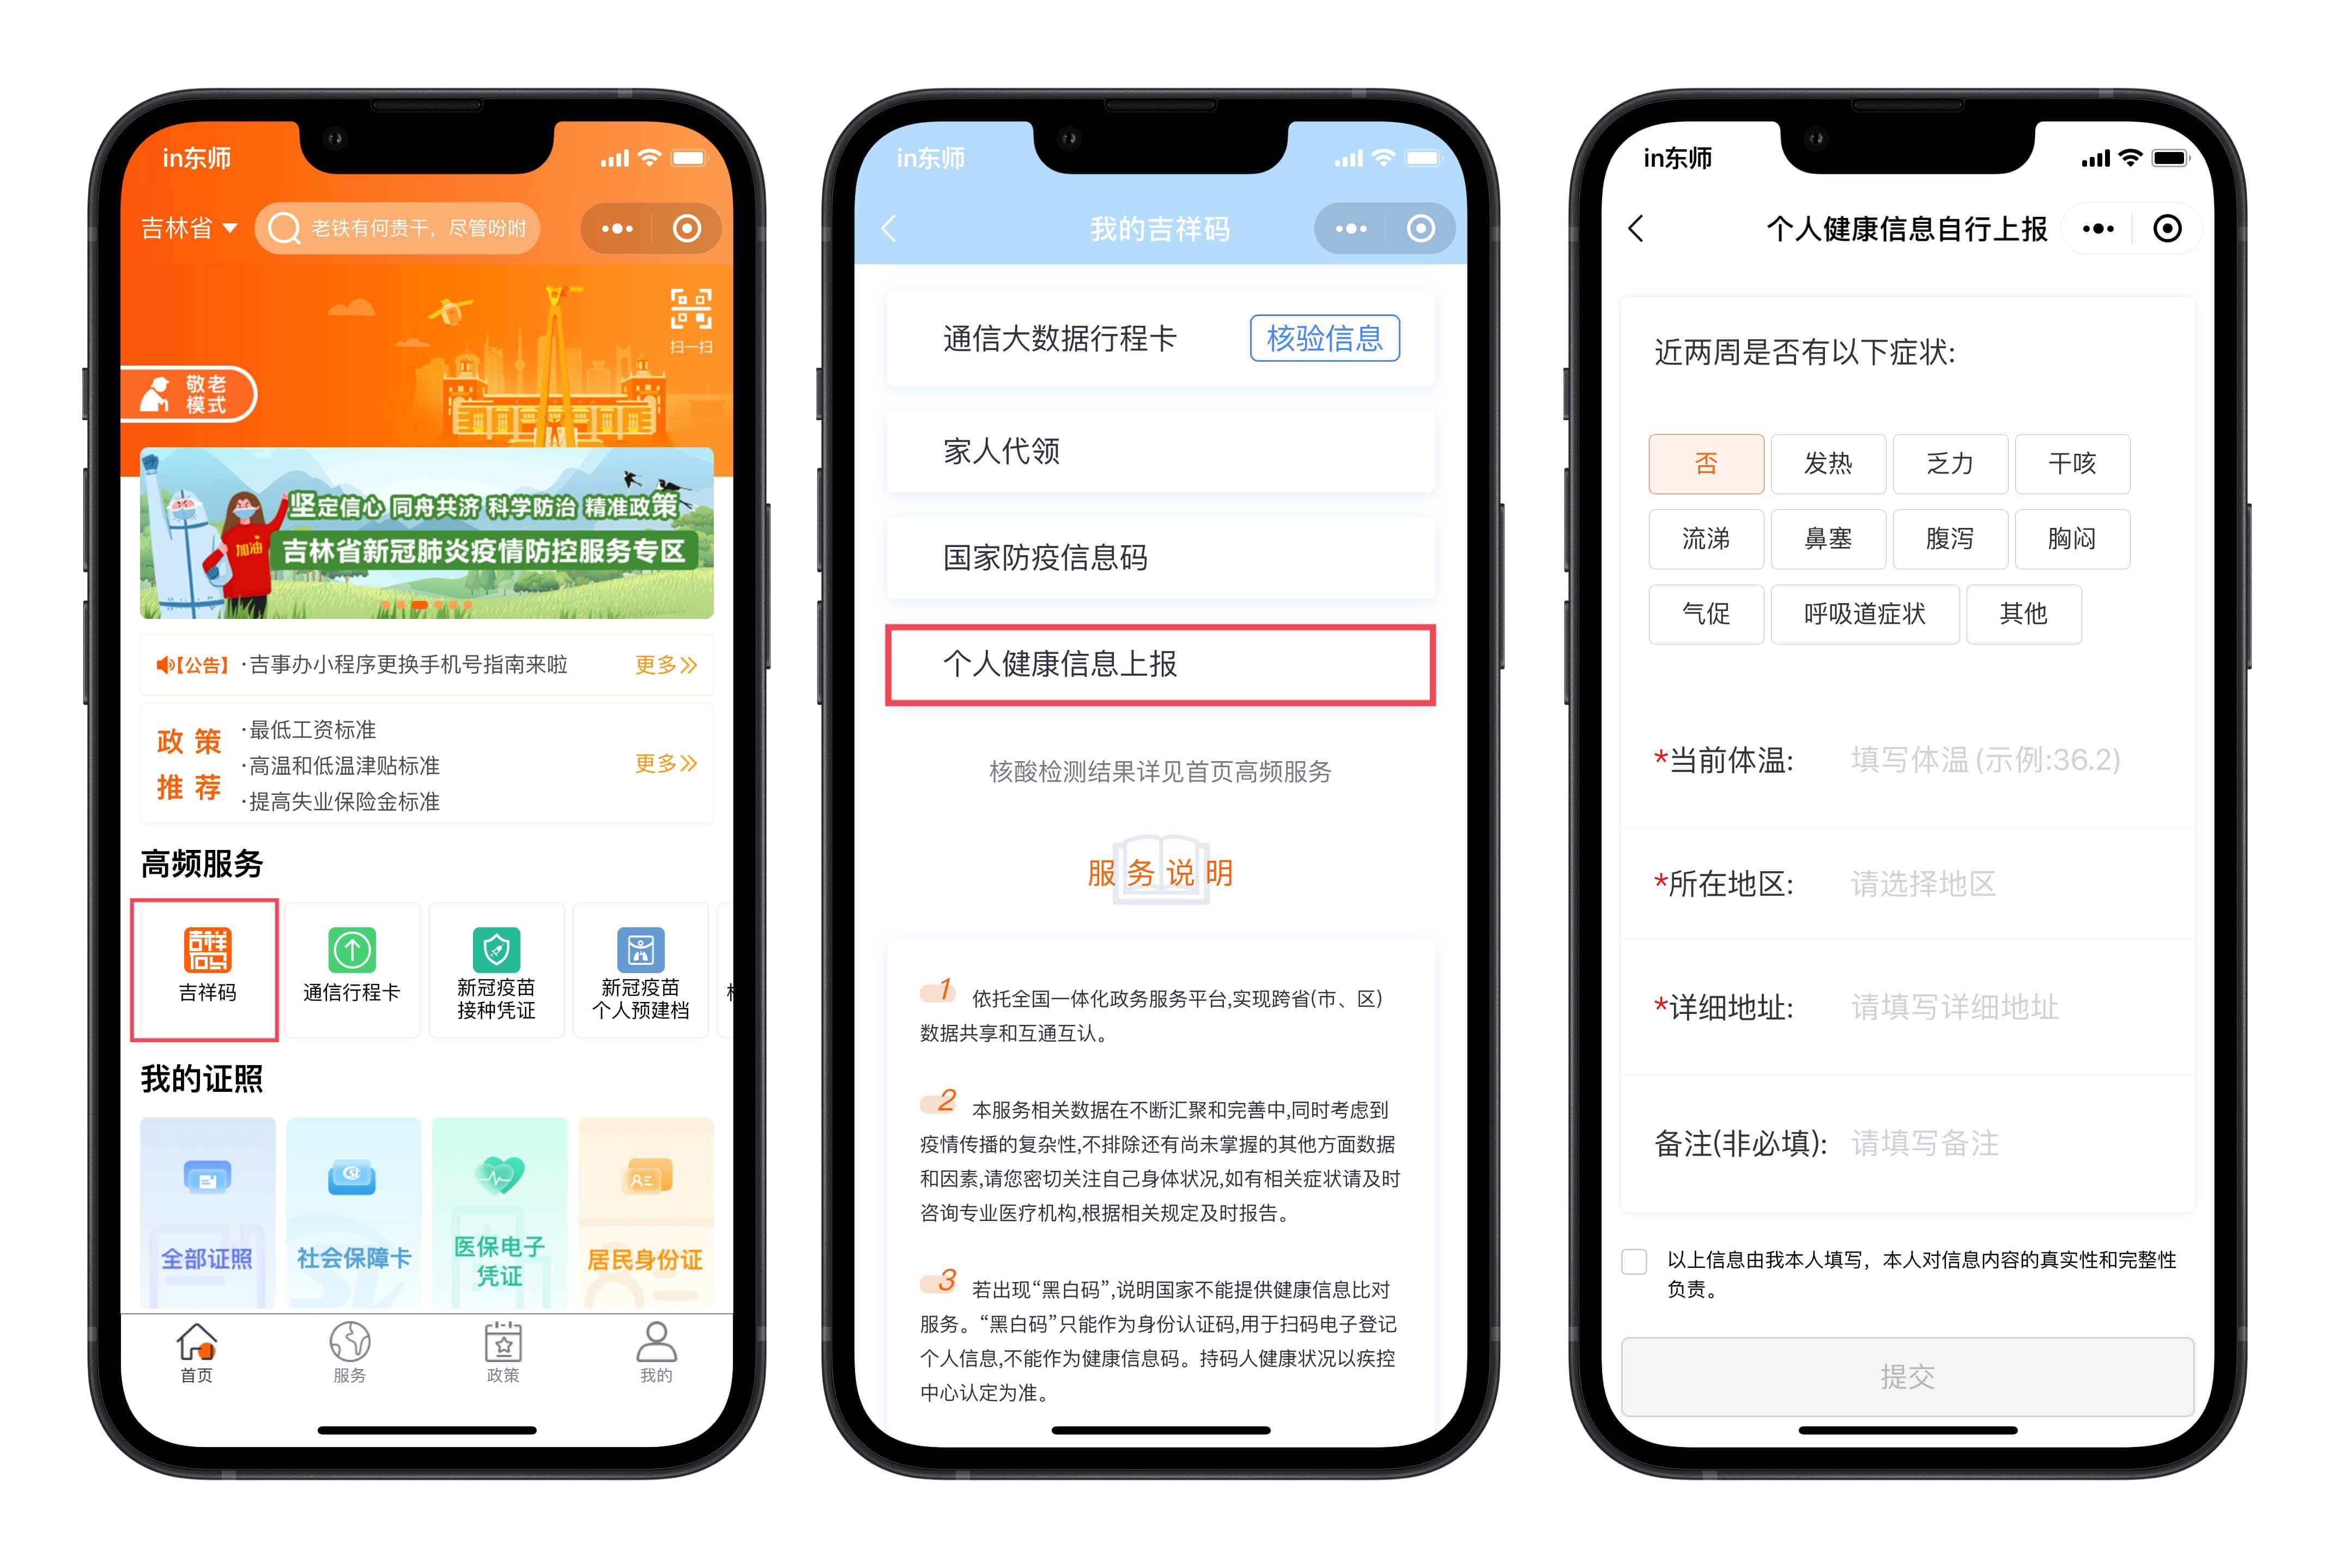 in东师
吉林省
老铁有何贵干，尽管吩咐
扫一扫
敬老
模式
坚定信心 同舟共济 科学防治 精准政策
加油
吉林省新冠肺炎疫情防控服务专区
【公告】 ·吉事办小程序更换手机号指南来啦 更多
政策
推荐
·最低工资标准
·高温和低温津贴标准
·提高失业保险金标准
更多
高频服务
吉祥码
通信行程卡
新冠疫苗
接种凭证
新冠疫苗
个人预建档
我的证照
全部证照
社会保障卡
医保电子
凭证
居民身份证
首页
服务
政策
我的
in东师
我的吉祥码
通信大数据行程卡 核验信息
家人代领
国家防疫信息码
个人健康信息上报
核酸检测结果详见首页高频服务
服务说明
1 依托全国一体化政务服务平台,实现跨省(市、区)
数据共享和互通互认。
2 本服务相关数据在不断汇聚和完善中,同时考虑到
疫情传播的复杂性,不排除还有尚未掌握的其他方面数据
和因素,请您密切关注自己身体状况,如有相关症状请及时
咨询专业医疗机构,根据相关规定及时报告。
3 若出现“黑白码”,说明国家不能提供健康信息比对
服务。“黑白码”只能作为身份认证码,用于扫码电子登记
个人信息,不能作为健康信息码。持码人健康状况以疾控
中心认定为准。
in东师
个人健康信息自行上报
近两周是否有以下症状:
否 发热 乏力 干咳
流涕 鼻塞 腹泻 胸闷
气促 呼吸道症状 其他
*当前体温: 填写体温(示例:36.2)
*所在地区: 请选择地区
*详细地址: 请填写详细地址
备注(非必填): 请填写备注
以上信息由我本人填写，本人对信息内容的真实性和完整性
负责。
提交